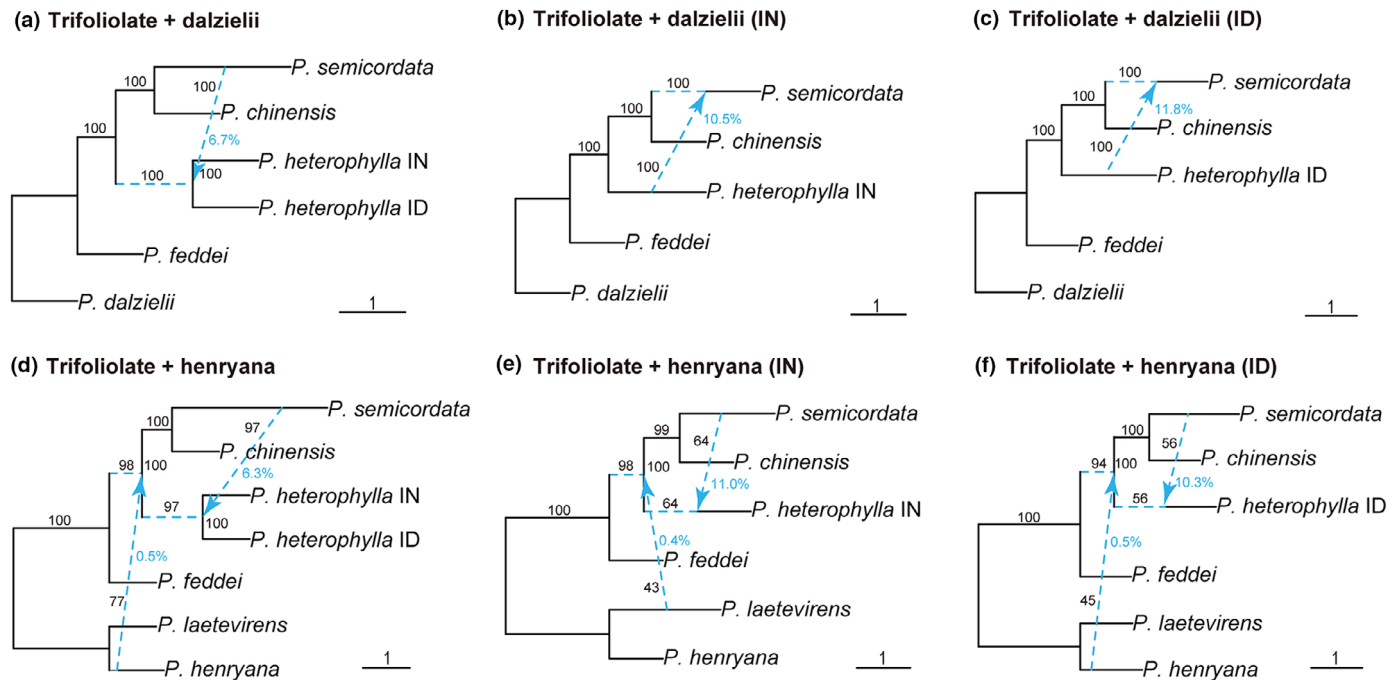 (a) Trifoliolate + dalzielii
100
100
P. semicordata
100
P. chinensis
6.7%
100
100
P. heterophylla IN
P. heterophylla ID
P. feddei
P. dalzielii
1
(b) Trifoliolate + dalzielii (IN)
100
P. semicordata
100
10.5%
100
P. chinensis
100
P. heterophylla IN
P. feddei
P. dalzielii
1
(c) Trifoliolate + dalzielii (ID)
100
P. semicordata
100
11.8%
P. chinensis
100
100
P. heterophylla ID
P. feddei
P. dalzielii
1
(d) Trifoliolate + henryana
P. semicordata
100
97
P. chinensis
98
100
6.3%
97
P. heterophylla IN
100
100
P. heterophylla ID
0.5%
P. feddei
77
P. laetevirens
P. henryana
1
(e) Trifoliolate + henryana (IN)
P. semicordata
99
64
P. chinensis
98
100
11.0%
64
P. heterophylla IN
100
0.4%
P. feddei
43
P. laetevirens
P. henryana
1
(f) Trifoliolate + henryana (ID)
P. semicordata
100
56
P. chinensis
94
100
10.3%
56
P. heterophylla ID
100
0.5%
P. feddei
45
P. laetevirens
P. henryana
1